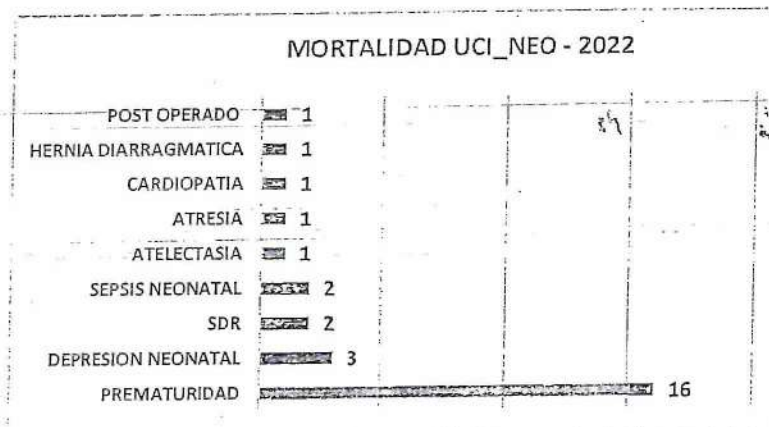 MORTALIDAD UCI_NEO - 2022
POST OPERADO 1
HERNIA DIARRAGMATICA 1
CARDIOPATIA 1
ATRESIA 1
ATELECTASIA 1
SEPSIS NEONATAL 2
SDR 2
DEPRESION NEONATAL 3
PREMATURIDAD 16